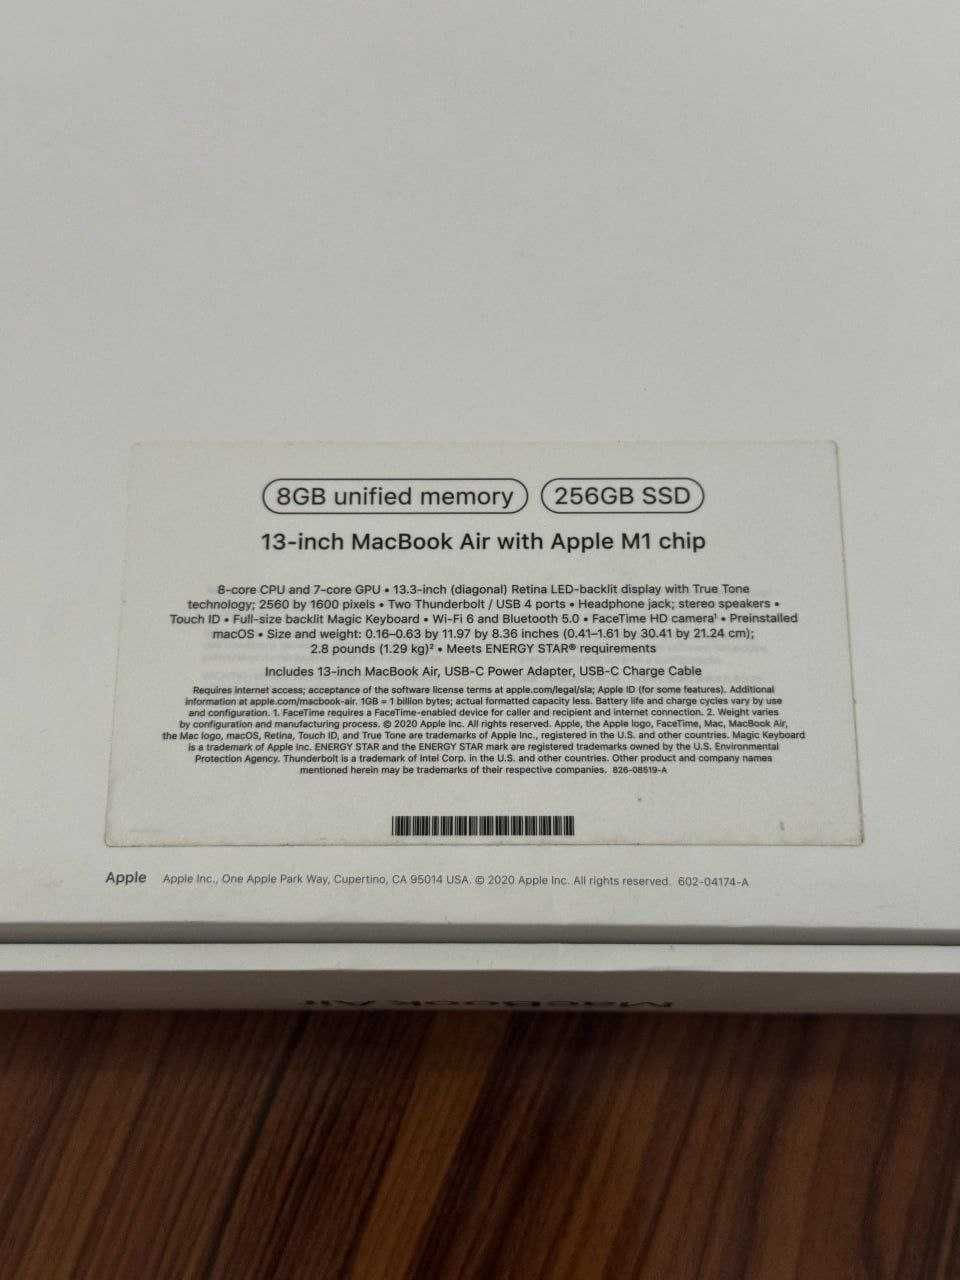 8GB unified memory 256GB SSD
13-inch MacBook Air with Apple M1 chip
8-core CPU and 7-core GPU • 13.3-inch (diagonal) Retina LED-backlit display with True Tone
technology; 2560 by 1600 pixels • Two Thunderbolt / USB 4 ports • Headphone jack; stereo speakers •
Touch ID • Full-size backlit Magic Keyboard • Wi-Fi 6 and Bluetooth 5.0 • FaceTime HD camera¹ • Preinstalled
macOS • Size and weight: 0.16–0.63 by 11.97 by 8.36 inches (0.41–1.61 by 30.41 by 21.24 cm);
2.8 pounds (1.29 kg)² • Meets ENERGY STAR® requirements
Includes 13-inch MacBook Air, USB-C Power Adapter, USB-C Charge Cable
Requires internet access; acceptance of the software license terms at apple.com/legal/sla; Apple ID (for some features). Additional
information at apple.com/macbook-air. 1GB = 1 billion bytes; actual formatted capacity less. Battery life and charge cycles vary by use
and configuration. 1. FaceTime requires a FaceTime-enabled device for caller and recipient and internet connection. 2. Weight varies
by configuration and manufacturing process. © 2020 Apple Inc. All rights reserved. Apple, the Apple logo, FaceTime, Mac, MacBook Air,
the Mac logo, macOS, Retina, Touch ID, and True Tone are trademarks of Apple Inc., registered in the U.S. and other countries. Magic Keyboard
is a trademark of Apple Inc. ENERGY STAR and the ENERGY STAR mark are registered trademarks owned by the U.S. Environmental
Protection Agency. Thunderbolt is a trademark of Intel Corp. in the U.S. and other countries. Other product and company names
mentioned herein may be trademarks of their respective companies. 826-08519-A
Apple Apple Inc., One Apple Park Way, Cupertino, CA 95014 USA. © 2020 Apple Inc. All rights reserved. 602-04174-A
MacBook Air